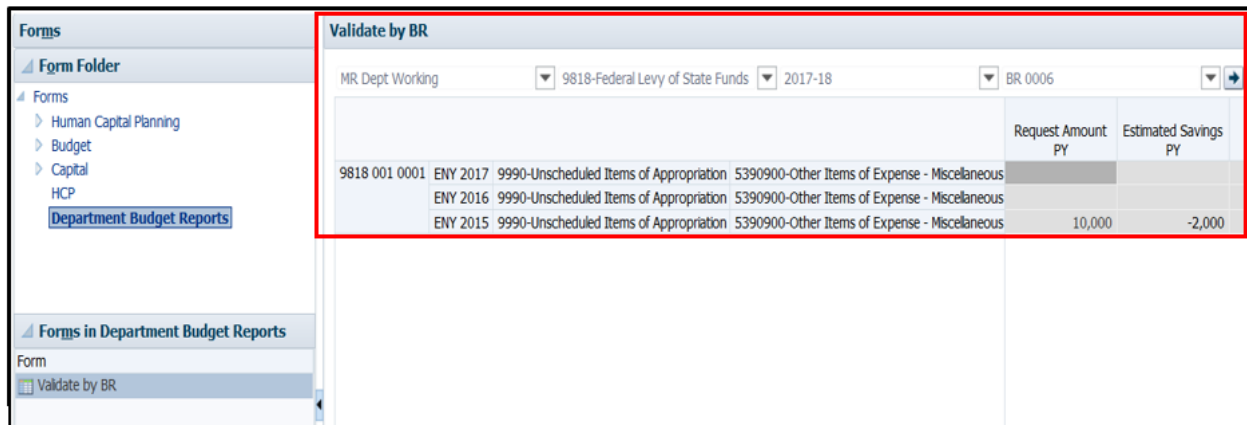 Forms
Form Folder
Forms
Human Capital Planning
Budget
Capital
HCP
Department Budget Reports
Forms in Department Budget Reports
Form
Validate by BR
Validate by BR
MR Dept Working 9818-Federal Levy of State Funds 2017-18 BR 0006
Request Amount Estimated Savings
PY PY
9818 001 0001 ENY 2017 9990-Unscheduled Items of Appropriation 5390900-Other Items of Expense - Miscellaneous
ENY 2016 9990-Unscheduled Items of Appropriation 5390900-Other Items of Expense - Miscellaneous
ENY 2015 9990-Unscheduled Items of Appropriation 5390900-Other Items of Expense - Miscellaneous 10,000 -2,000